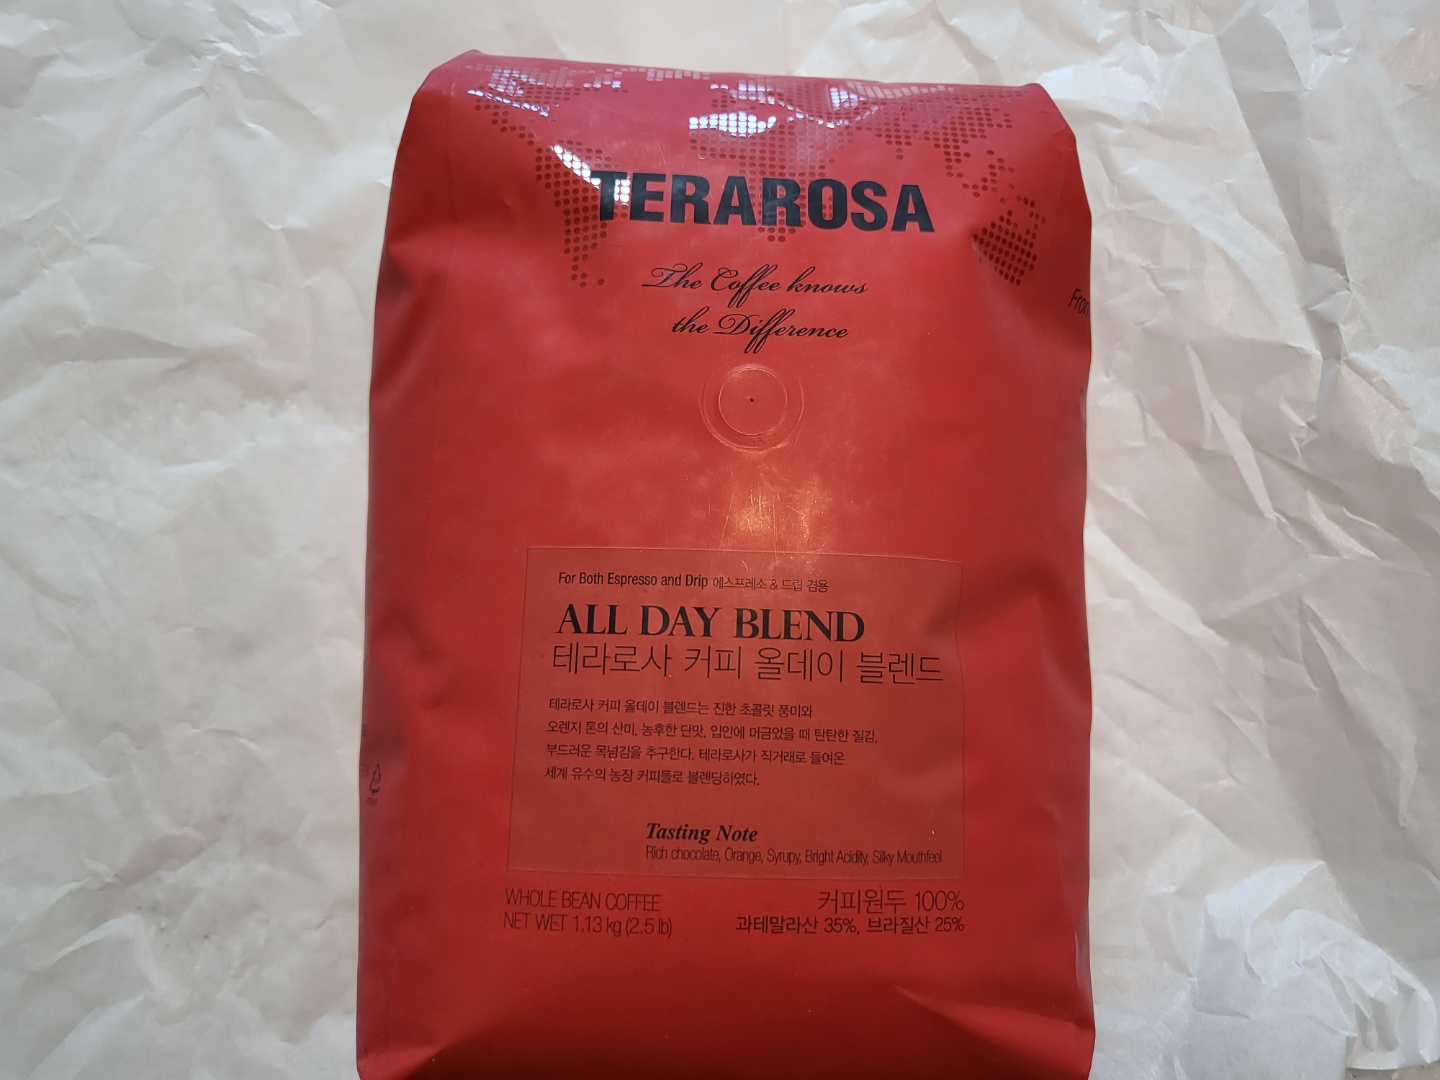 TERAROSA
The Coffee knows
the Difference
For Both Espresso and Drip 에스프레소 & 드립 겸용
ALL DAY BLEND
테라로사 커피 올데이 블렌드
테라로사 커피 올데이 블렌드는 진한 초콜릿 풍미와
오렌지 톤의 산미, 농후한 단맛, 입안에 머금었을 때 탄탄한 질감,
부드러운 목넘김을 추구한다. 테라로사가 직거래로 들여온
세계 유수의 농장 커피들로 블렌딩하였다.
Tasting Note
Rich chocolate, Orange, Syrupy, Bright Acidity, Silky Mouthfeel
WHOLE BEAN COFFEE
NET WET 1.13 kg (2.5 lb)
커피원두 100%
과테말라산 35%, 브라질산 25%